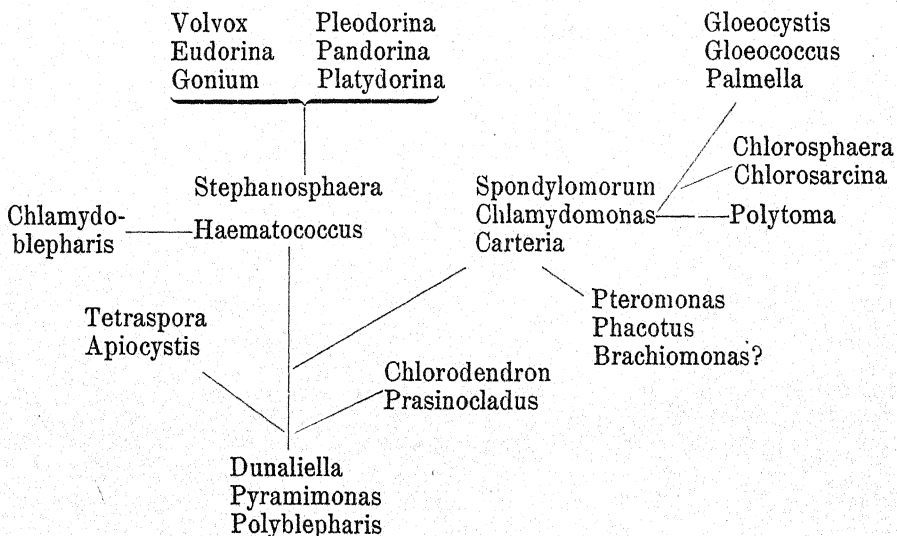 Volvox Pleodorina
Eudorina Pandorina
Gonium Platydorina
Gloeocystis
Gloeococcus
Palmella
Chlorosphaera
Chlorosarcina
Stephanosphaera
Haematococcus
Spondylomorum
Chlamydomonas
Carteria
Polytoma
Chlamydo-
blepharis
Pteromonas
Phacotus
Brachiomonas?
Tetraspora
Apiocystis
Chlorodendron
Prasinocladus
Dunaliella
Pyramimonas
Polyblepharis